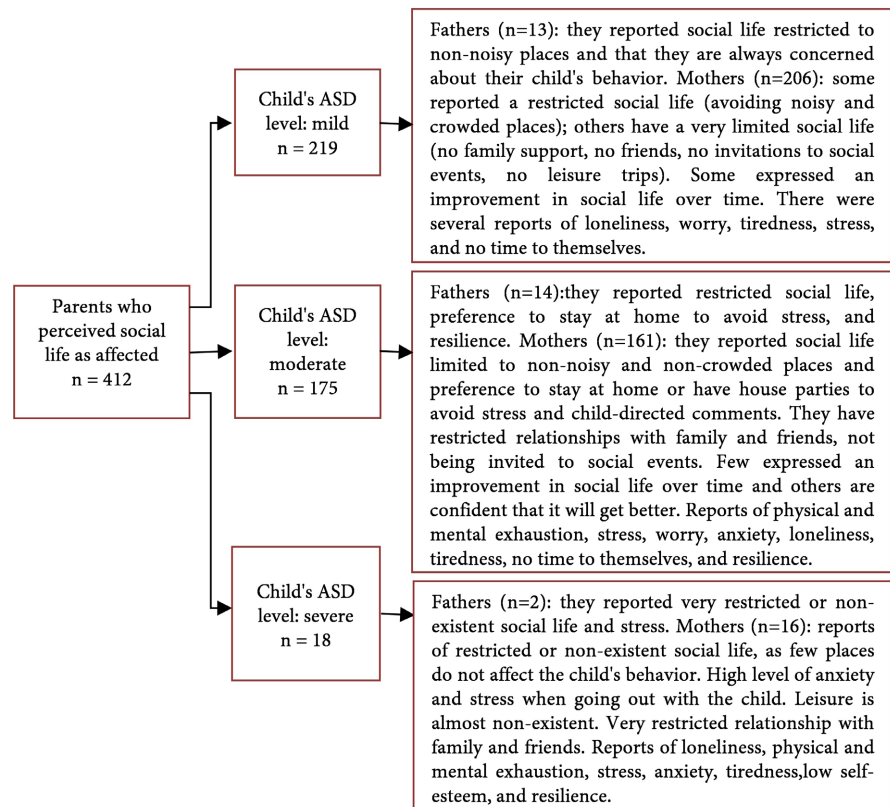 Parents who
perceived social
life as affected
n = 412
Child's ASD
level: mild
n = 219
Fathers (n=13): they reported social life restricted to
non-noisy places and that they are always concerned
about their child's behavior. Mothers (n=206): some
reported a restricted social life (avoiding noisy and
crowded places); others have a very limited social life
(no family support, no friends, no invitations to social
events, no leisure trips). Some expressed an
improvement in social life over time. There were
several reports of loneliness, worry, tiredness, stress,
and no time to themselves.
Child's ASD
level:
moderate
n = 175
Fathers (n=14):they reported restricted social life,
preference to stay at home to avoid stress, and
resilience. Mothers (n=161): they reported social life
limited to non-noisy and non-crowded places and
preference to stay at home or have house parties to
avoid stress and child-directed comments. They have
restricted relationships with family and friends, not
being invited to social events. Few expressed an
improvement in social life over time and others are
confident that it will get better. Reports of physical and
mental exhaustion, stress, worry, anxiety, loneliness,
tiredness, no time to themselves, and resilience.
Child's ASD
level: severe
n = 18
Fathers (n=2): they reported very restricted or non-
existent social life and stress. Mothers (n=16): reports
of restricted or non-existent social life, as few places
do not affect the child's behavior. High level of anxiety
and stress when going out with the child. Leisure is
almost non-existent. Very restricted relationship with
family and friends. Reports of loneliness, physical and
mental exhaustion, stress, anxiety, tiredness,low self-
esteem, and resilience.